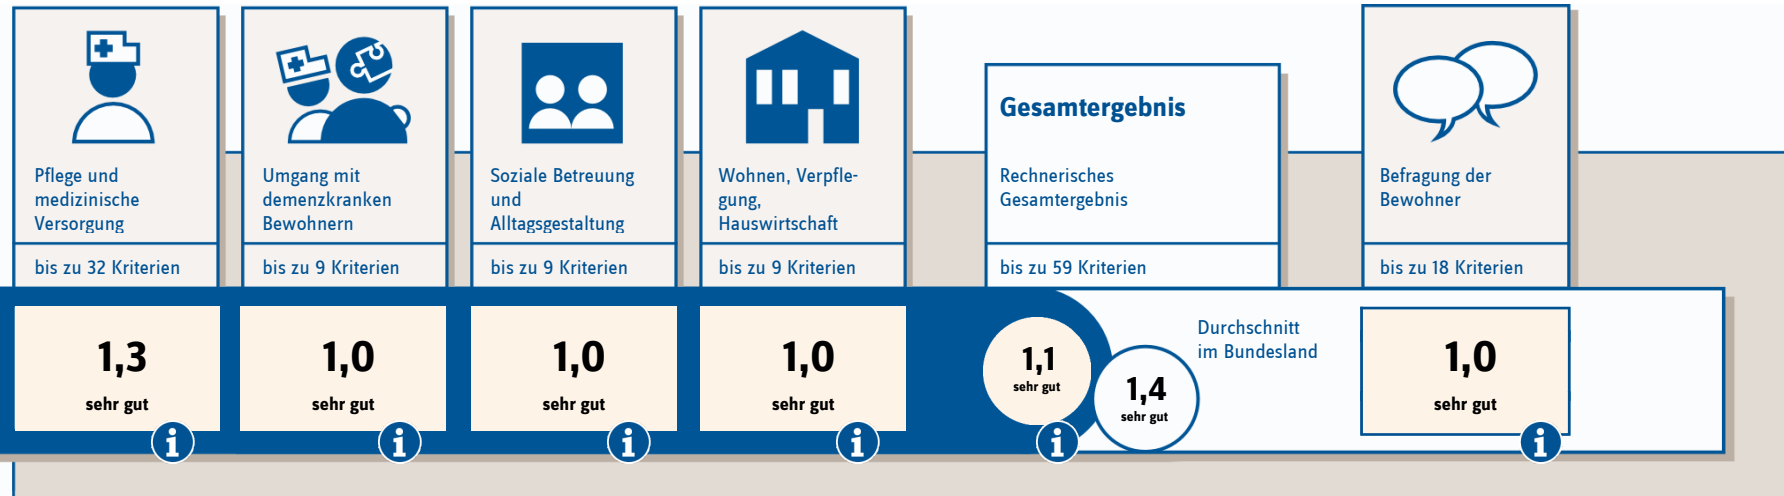 Pflege und
medizinische
Versorgung
bis zu 32 Kriterien
1,3
sehr gut
i
Umgang mit
demenzkranken
Bewohnern
bis zu 9 Kriterien
1,0
sehr gut
i
Soziale Betreuung
und
Alltagsgestaltung
bis zu 9 Kriterien
1,0
sehr gut
i
Wohnen, Verpfle-
gung,
Hauswirtschaft
bis zu 9 Kriterien
1,0
sehr gut
i
Gesamtergebnis
Rechnerisches
Gesamtergebnis
bis zu 59 Kriterien
1,1
sehr gut
i
1,4
sehr gut
Durchschnitt
im Bundesland
Befragung der
Bewohner
bis zu 18 Kriterien
1,0
sehr gut
i